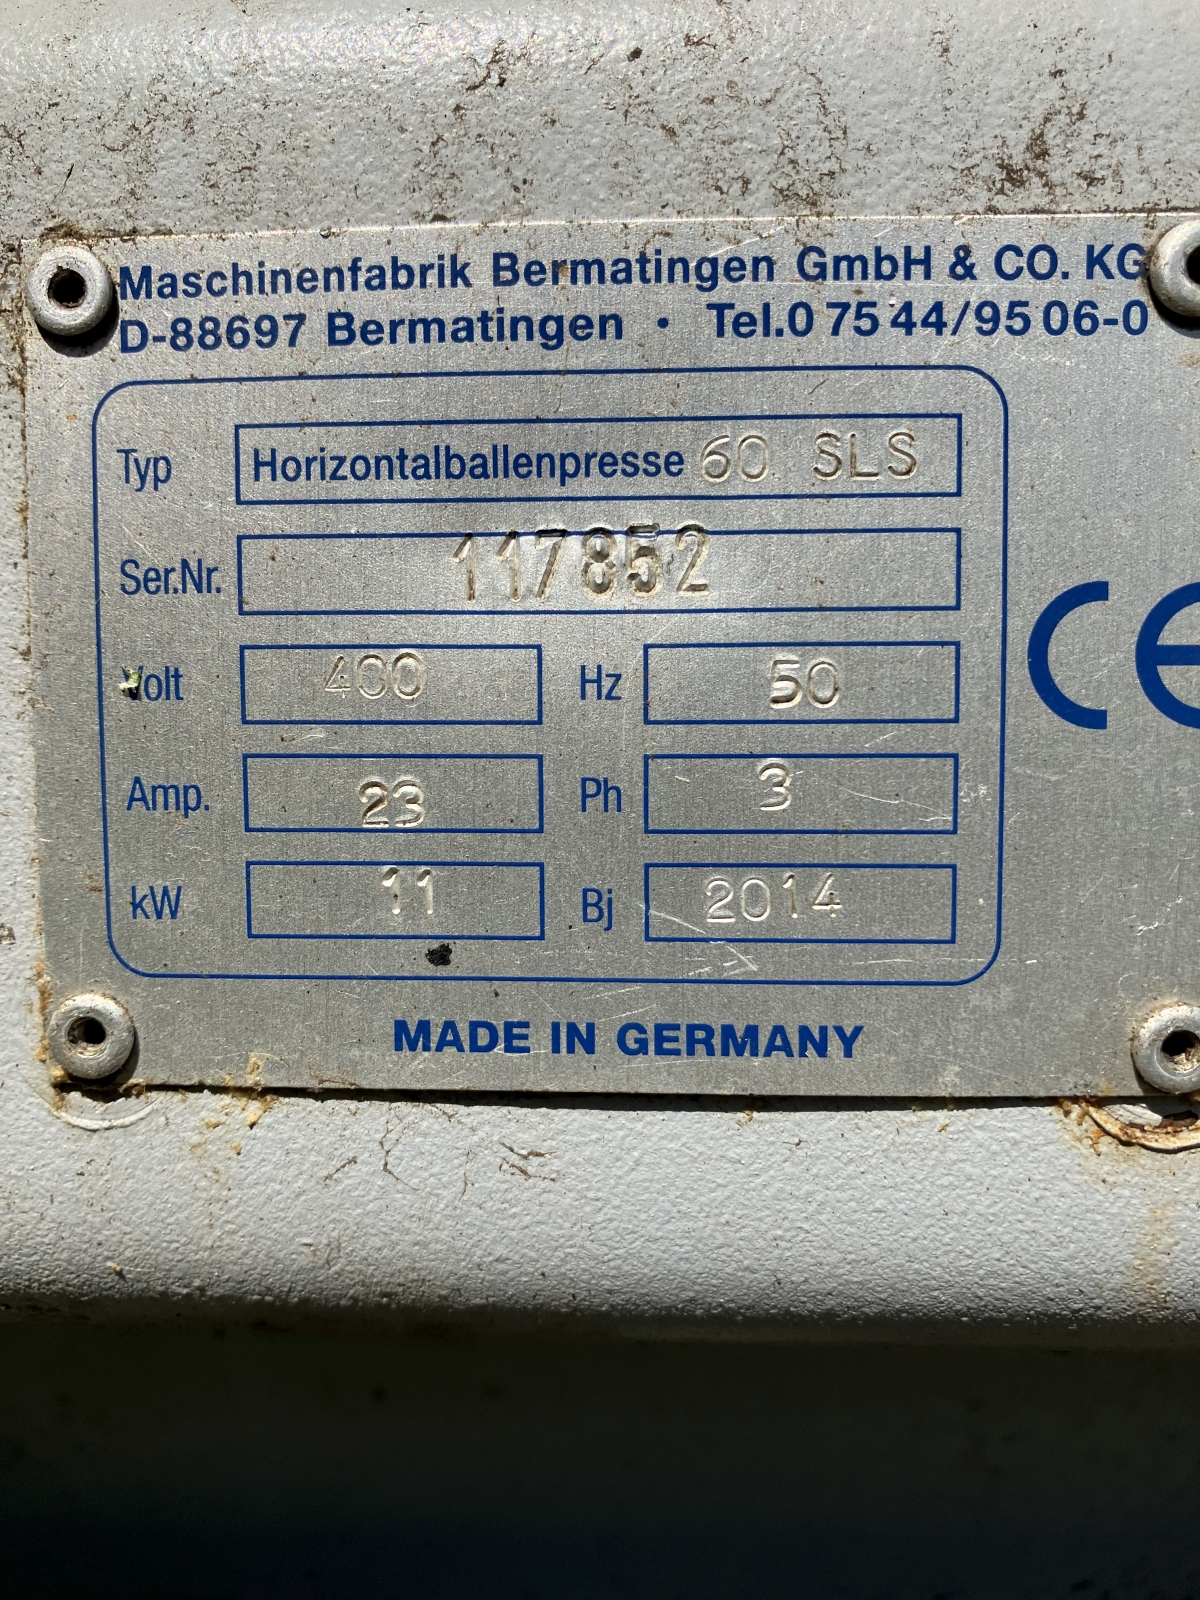 Maschinenfabrik Bermatingen GmbH & CO. KG
D-88697 Bermatingen · Tel.0 75 44/95 06-0
Typ Horizontalballenpresse 60 SLS
Ser.Nr. 117852
Volt 400 Hz 50
Amp. 23 Ph 3
kW 11 Bj 2014
CE
MADE IN GERMANY